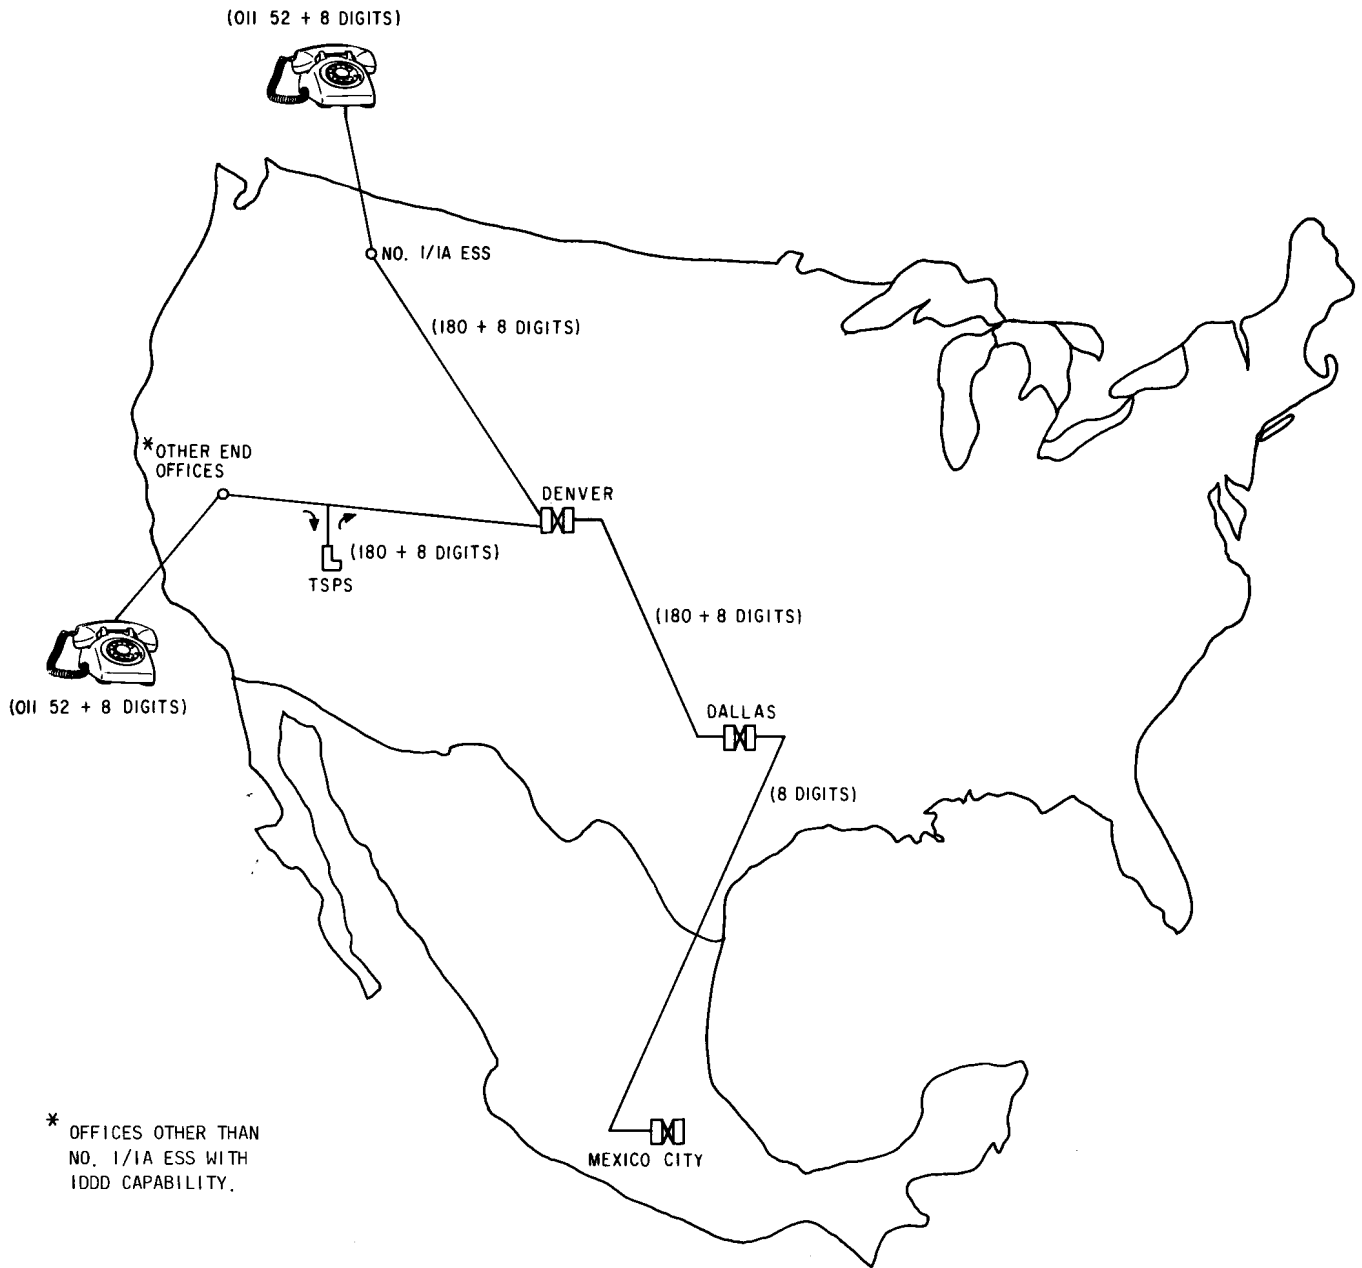 (011 52 + 8 DIGITS)
NO. 1/1A ESS
(180 + 8 DIGITS)
*OTHER END
OFFICES
DENVER
(180 + 8 DIGITS)
TSPS
(180 + 8 DIGITS)
(011 52 + 8 DIGITS)
DALLAS
(8 DIGITS)
* OFFICES OTHER THAN
NO. 1/1A ESS WITH
IDDD CAPABILITY.
MEXICO CITY